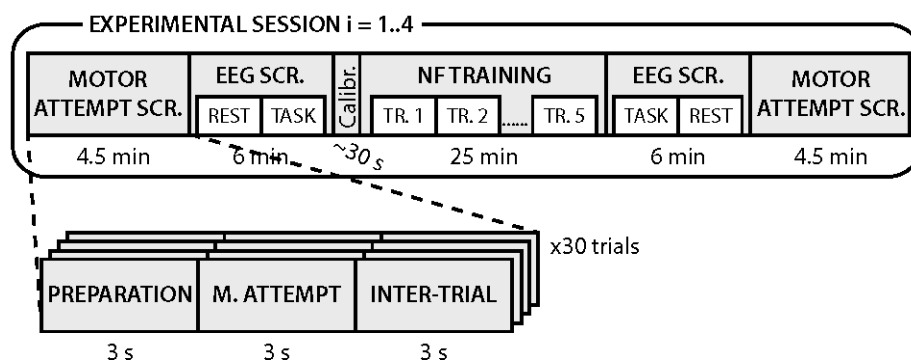 EXPERIMENTAL SESSION i = 1..4
MOTOR ATTEMPT SCR.
EEG SCR.
REST TASK
Calibr.
NF TRAINING
TR. 1 TR. 2 ...... TR. 5
EEG SCR.
TASK REST
MOTOR ATTEMPT SCR.
4.5 min 6 min ~30 s 25 min 6 min 4.5 min
x30 trials
PREPARATION M. ATTEMPT INTER-TRIAL
3 s 3 s 3 s